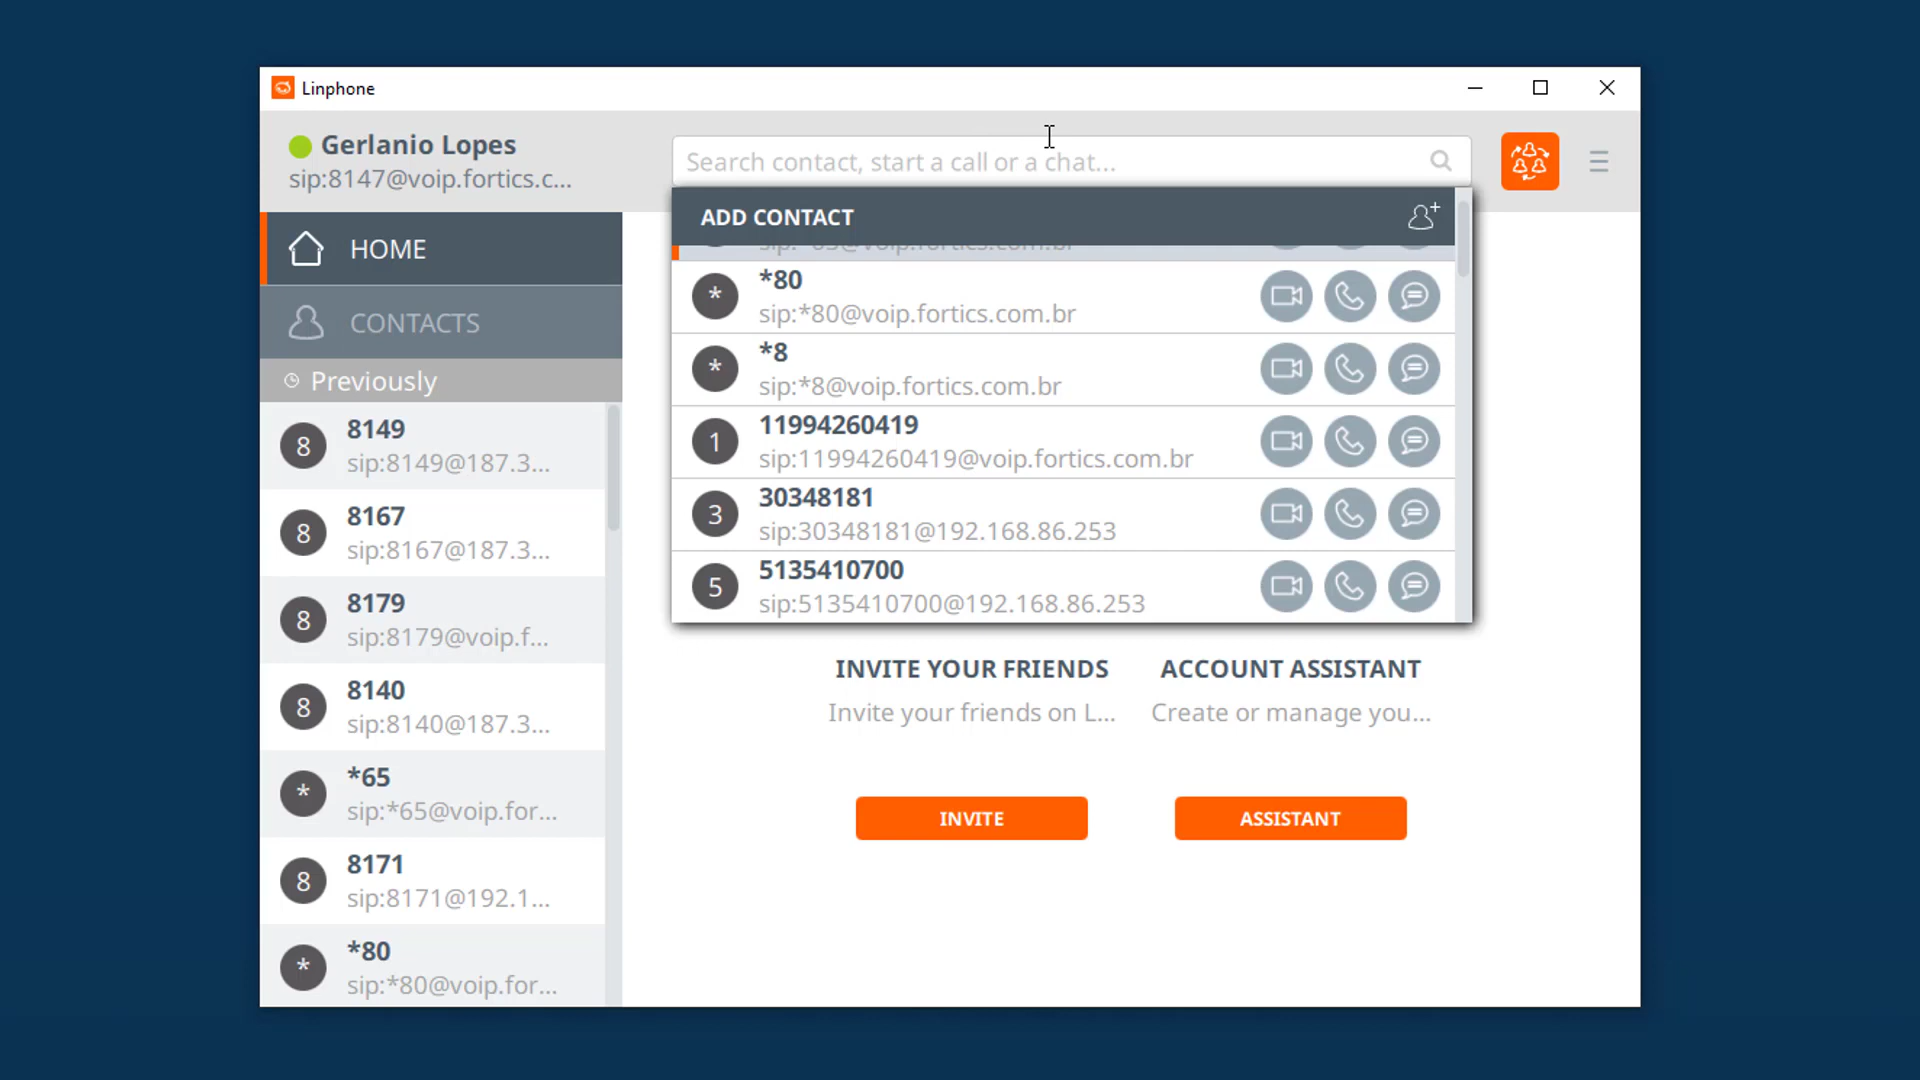 Linphone
Gerlanio Lopes
sip:8147@voip.fortics.c...
Search contact, start a call or a chat...
ADD CONTACT
*80
sip:*80@voip.fortics.com.br
*
*8
sip:*8@voip.fortics.com.br
*
11994260419
sip:11994260419@voip.fortics.com.br
1
30348181
sip:30348181@192.168.86.253
3
5135410700
sip:5135410700@192.168.86.253
5
HOME
CONTACTS
Previously
8149
sip:8149@187.3...
8
8167
sip:8167@187.3...
8
8179
sip:8179@voip.f...
8
8140
sip:8140@187.3...
8
*65
sip:*65@voip.for...
*
8171
sip:8171@192.1...
8
*80
sip:*80@voip.for...
*
INVITE YOUR FRIENDS
Invite your friends on L...
INVITE
ACCOUNT ASSISTANT
Create or manage you...
ASSISTANT